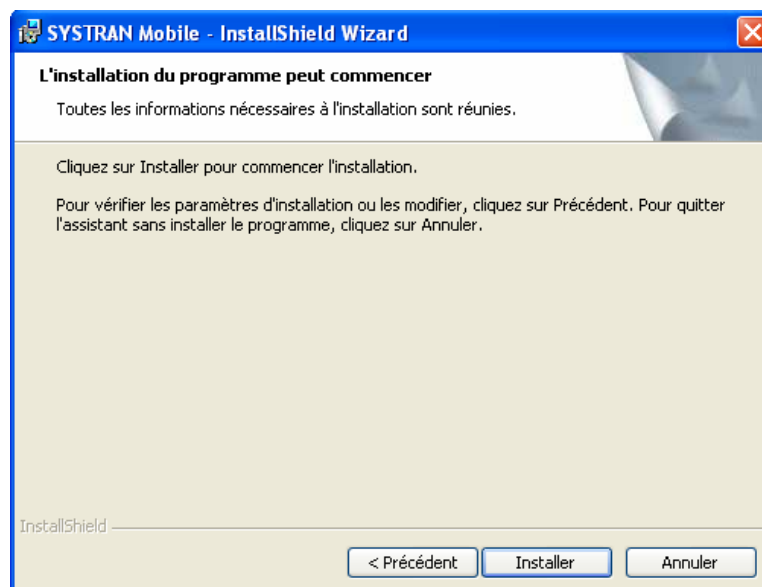 SYSTRAN Mobile - InstallShield Wizard
L'installation du programme peut commencer
Toutes les informations nécessaires à l'installation sont réunies.
Cliquez sur Installer pour commencer l'installation.
Pour vérifier les paramètres d'installation ou les modifier, cliquez sur Précédent. Pour quitter
l'assistant sans installer le programme, cliquez sur Annuler.
InstallShield
< Précédent Installer Annuler